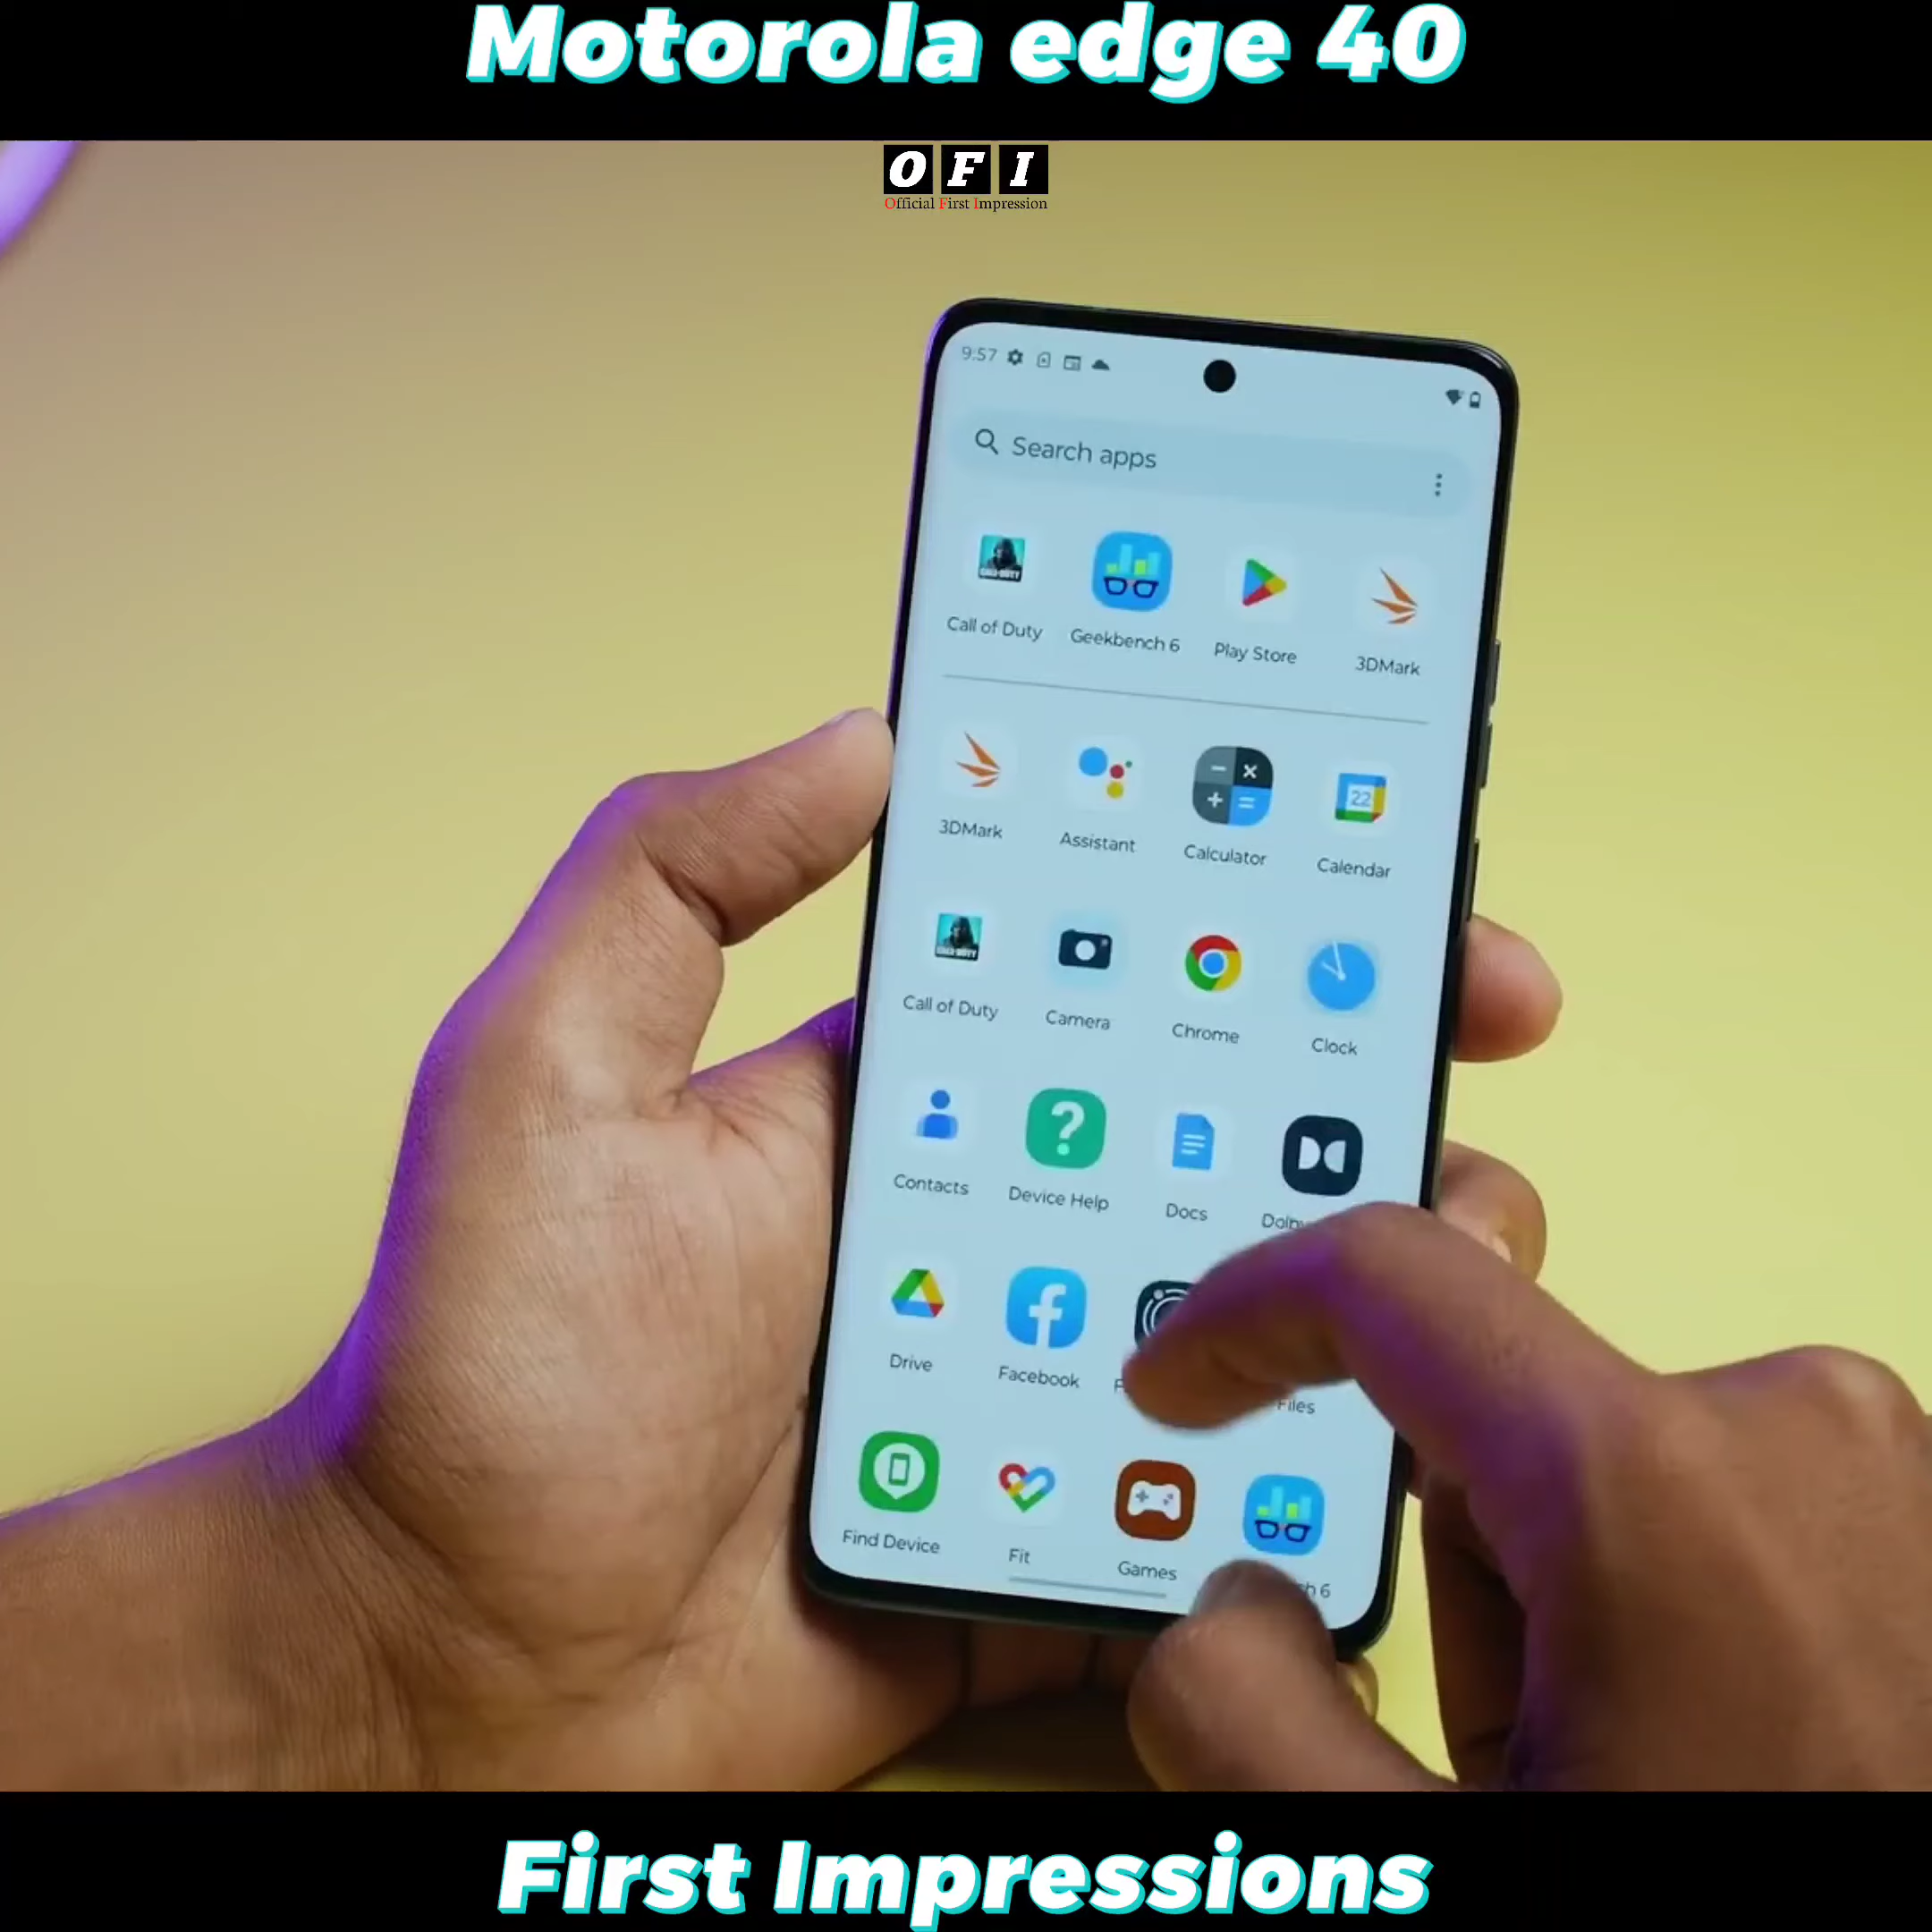 Motorola edge 40
O F I
Official First Impression
9:57
Search apps
Call of Duty Geekbench 6 Play Store 3DMark
3DMark Assistant Calculator Calendar
22
Call of Duty Camera Chrome Clock
Contacts Device Help Docs
Drive Facebook Files
Find Device Fit Games
First Impressions